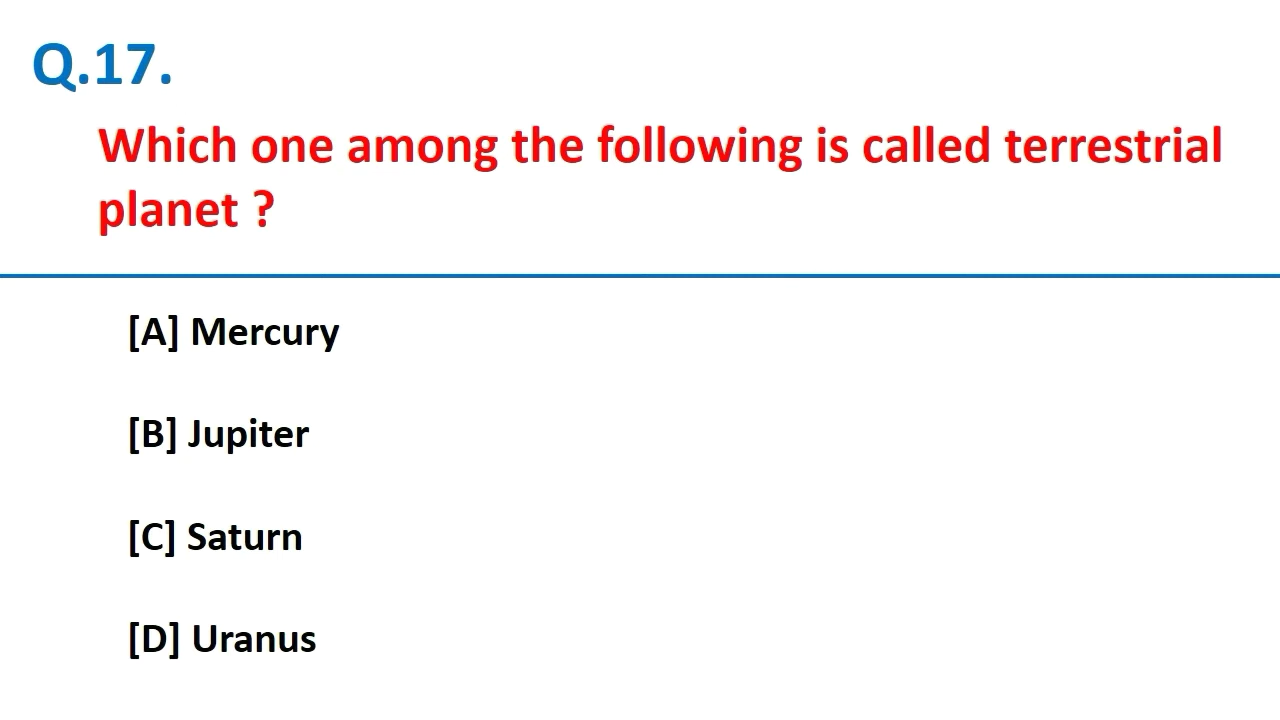 Q.17.
Which one among the following is called terrestrial
planet ?
[A] Mercury
[B] Jupiter
[C] Saturn
[D] Uranus